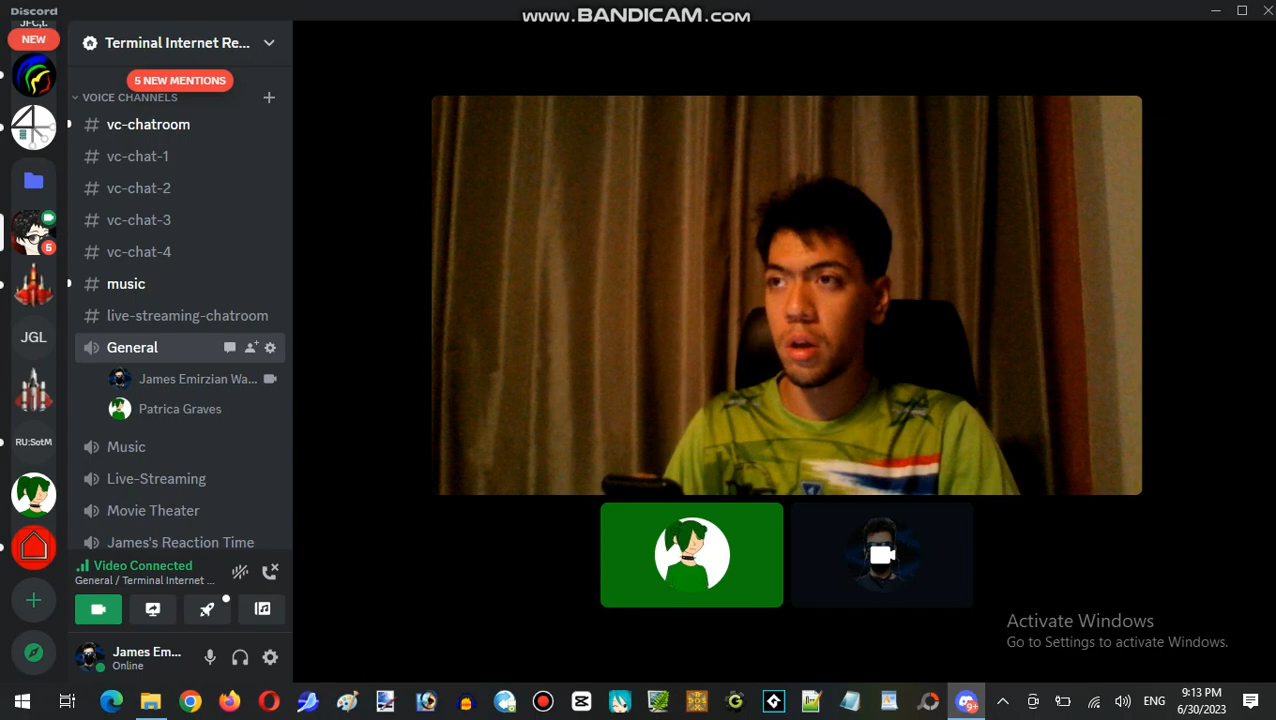 Discord
www.BANDICAM.com
JFC,L
NEW
Terminal Internet Re...
5 NEW MENTIONS
VOICE CHANNELS
vc-chatroom
vc-chat-1
vc-chat-2
vc-chat-3
vc-chat-4
music
live-streaming-chatroom
General
James Emirzian Wa...
Patrica Graves
Music
Live-Streaming
Movie Theater
James's Reaction Time
5
JGL
RU:SotM
Video Connected
General / Terminal Internet ...
James Em...
Online
Activate Windows
Go to Settings to activate Windows.
9+
ENG
9:13 PM
6/30/2023